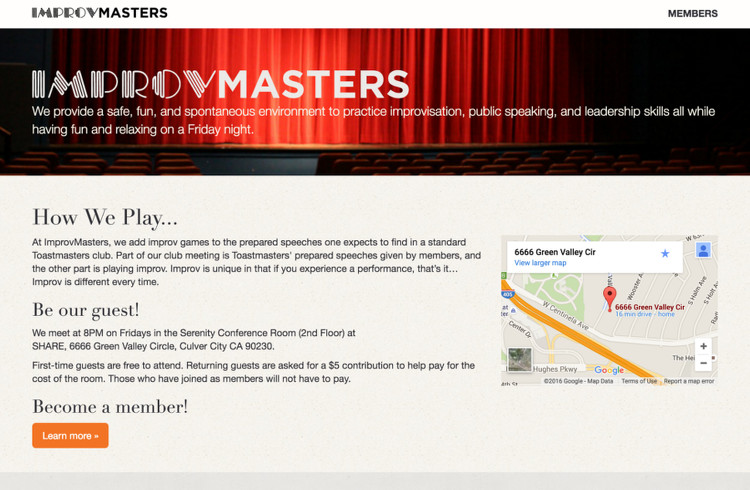 IMPROVMASTERS
MEMBERS
IMPROVMASTERS
We provide a safe, fun, and spontaneous environment to practice improvisation, public speaking, and leadership skills all while
having fun and relaxing on a Friday night.
How We Play...
At ImprovMasters, we add improv games to the prepared speeches one expects to find in a standard
Toastmasters club. Part of our club meeting is Toastmasters' prepared speeches given by members, and
the other part is playing improv. Improv is unique in that if you experience a performance, that's it...
Improv is different every time.
Be our guest!
We meet at 8PM on Fridays in the Serenity Conference Room (2nd Floor) at
SHARE, 6666 Green Valley Circle, Culver City CA 90230.
First-time guests are free to attend. Returning guests are asked for a $5 contribution to help pay for the
cost of the room. Those who have joined as members will not have to pay.
Become a member!
Learn more »
6666 Green Valley Cir
View larger map
W 63
Wooster A
S Halm Ave
S Holt A
405
6666 Green Valley Cir
16 min drive - home
W Centinela Ave
Center Dr
The He
Hughes Pkwy
Google
+
−
84th St
©2016 Google - Map Data
Terms of Use
Report a map error